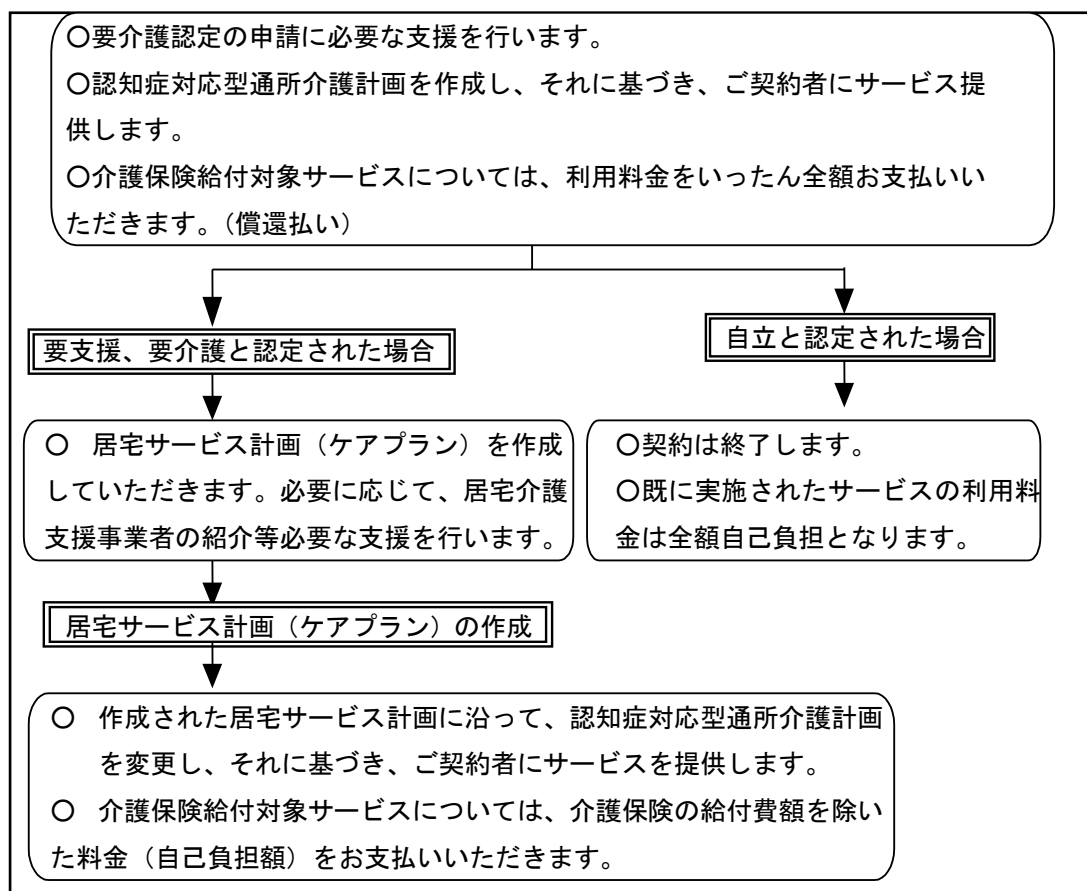 〇要介護認定の申請に必要な支援を行います。
〇認知症対応型通所介護計画を作成し、それに基づき、ご契約者にサービス提
供します。
〇介護保険給付対象サービスについては、利用料金をいったん全額お支払いい
ただきます。（償還払い）
要支援、要介護と認定された場合
自立と認定された場合
〇　居宅サービス計画（ケアプラン）を作成
していただきます。必要に応じて、居宅介護
支援事業者の紹介等必要な支援を行います。
〇契約は終了します。
〇既に実施されたサービスの利用料
金は全額自己負担となります。
居宅サービス計画（ケアプラン）の作成
〇　作成された居宅サービス計画に沿って、認知症対応型通所介護計画
を変更し、それに基づき、ご契約者にサービスを提供します。
〇　介護保険給付対象サービスについては、介護保険の給付費額を除い
た料金（自己負担額）をお支払いいただきます。